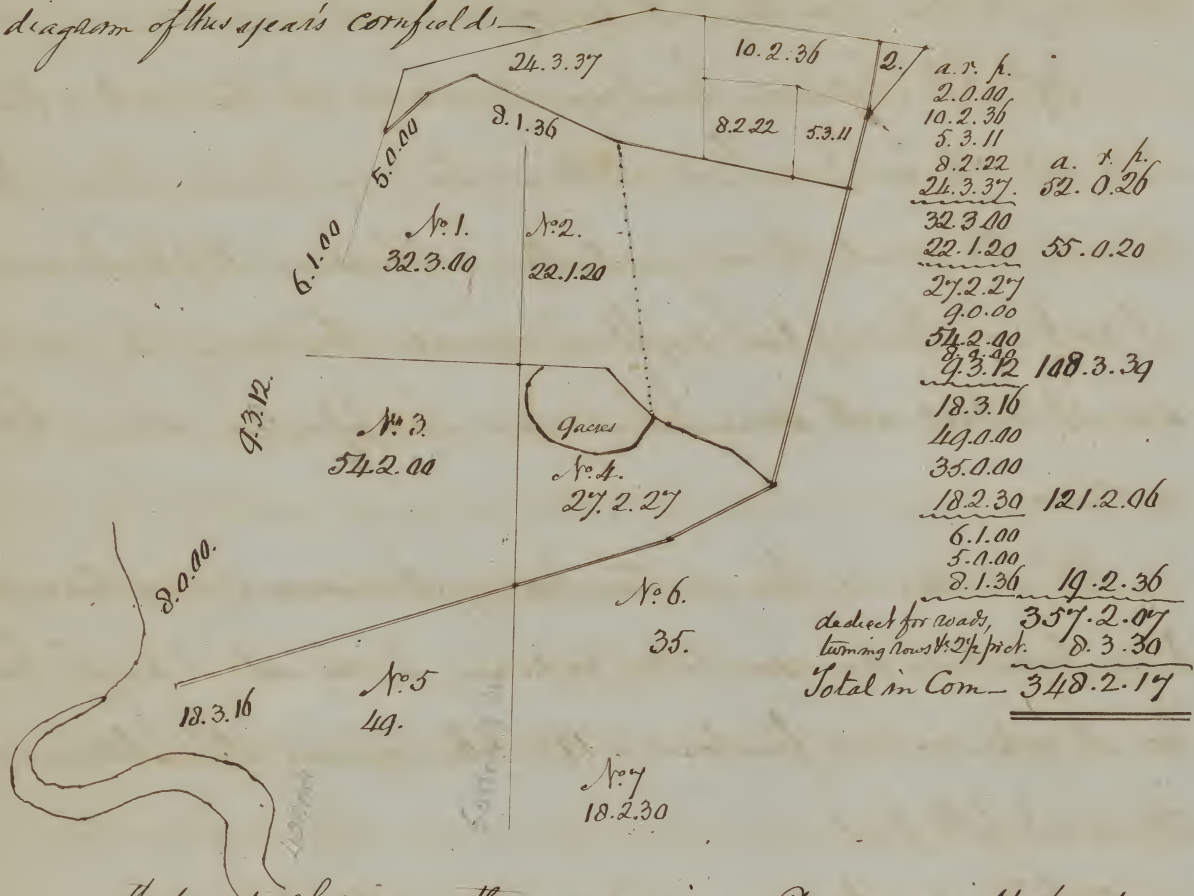 diagram of this year's cornfield—
24.3.37
10.2.36
2.
8.1.36
8.2.22
5.3.11
5.0.00
6.1.00
No. 1.
32.3.00
No. 2.
22.1.20
9.3.12.
No. 3.
54.2.00
9 acres
No. 4.
27.2.27
8.0.00.
No. 6.
35.
No. 5
49.
18.3.16
No. 7
18.2.30
a. r. p.
2.0.00
10.2.36
5.3.11
8.2.22 a. r. p.
24.3.37. 52.0.26
32.3.00
22.1.20 55.0.20
27.2.27
9.0.00
54.2.00
8.0.00
9.3.12 108.3.39
18.3.16
49.0.00
35.0.00
18.2.30 121.2.06
6.1.00
5.0.00
8.1.36 19.2.36
deduct for roads, 357.2.07
turning rows &c 2½ prct. 8.3.30
Total in Corn— 348.2.17